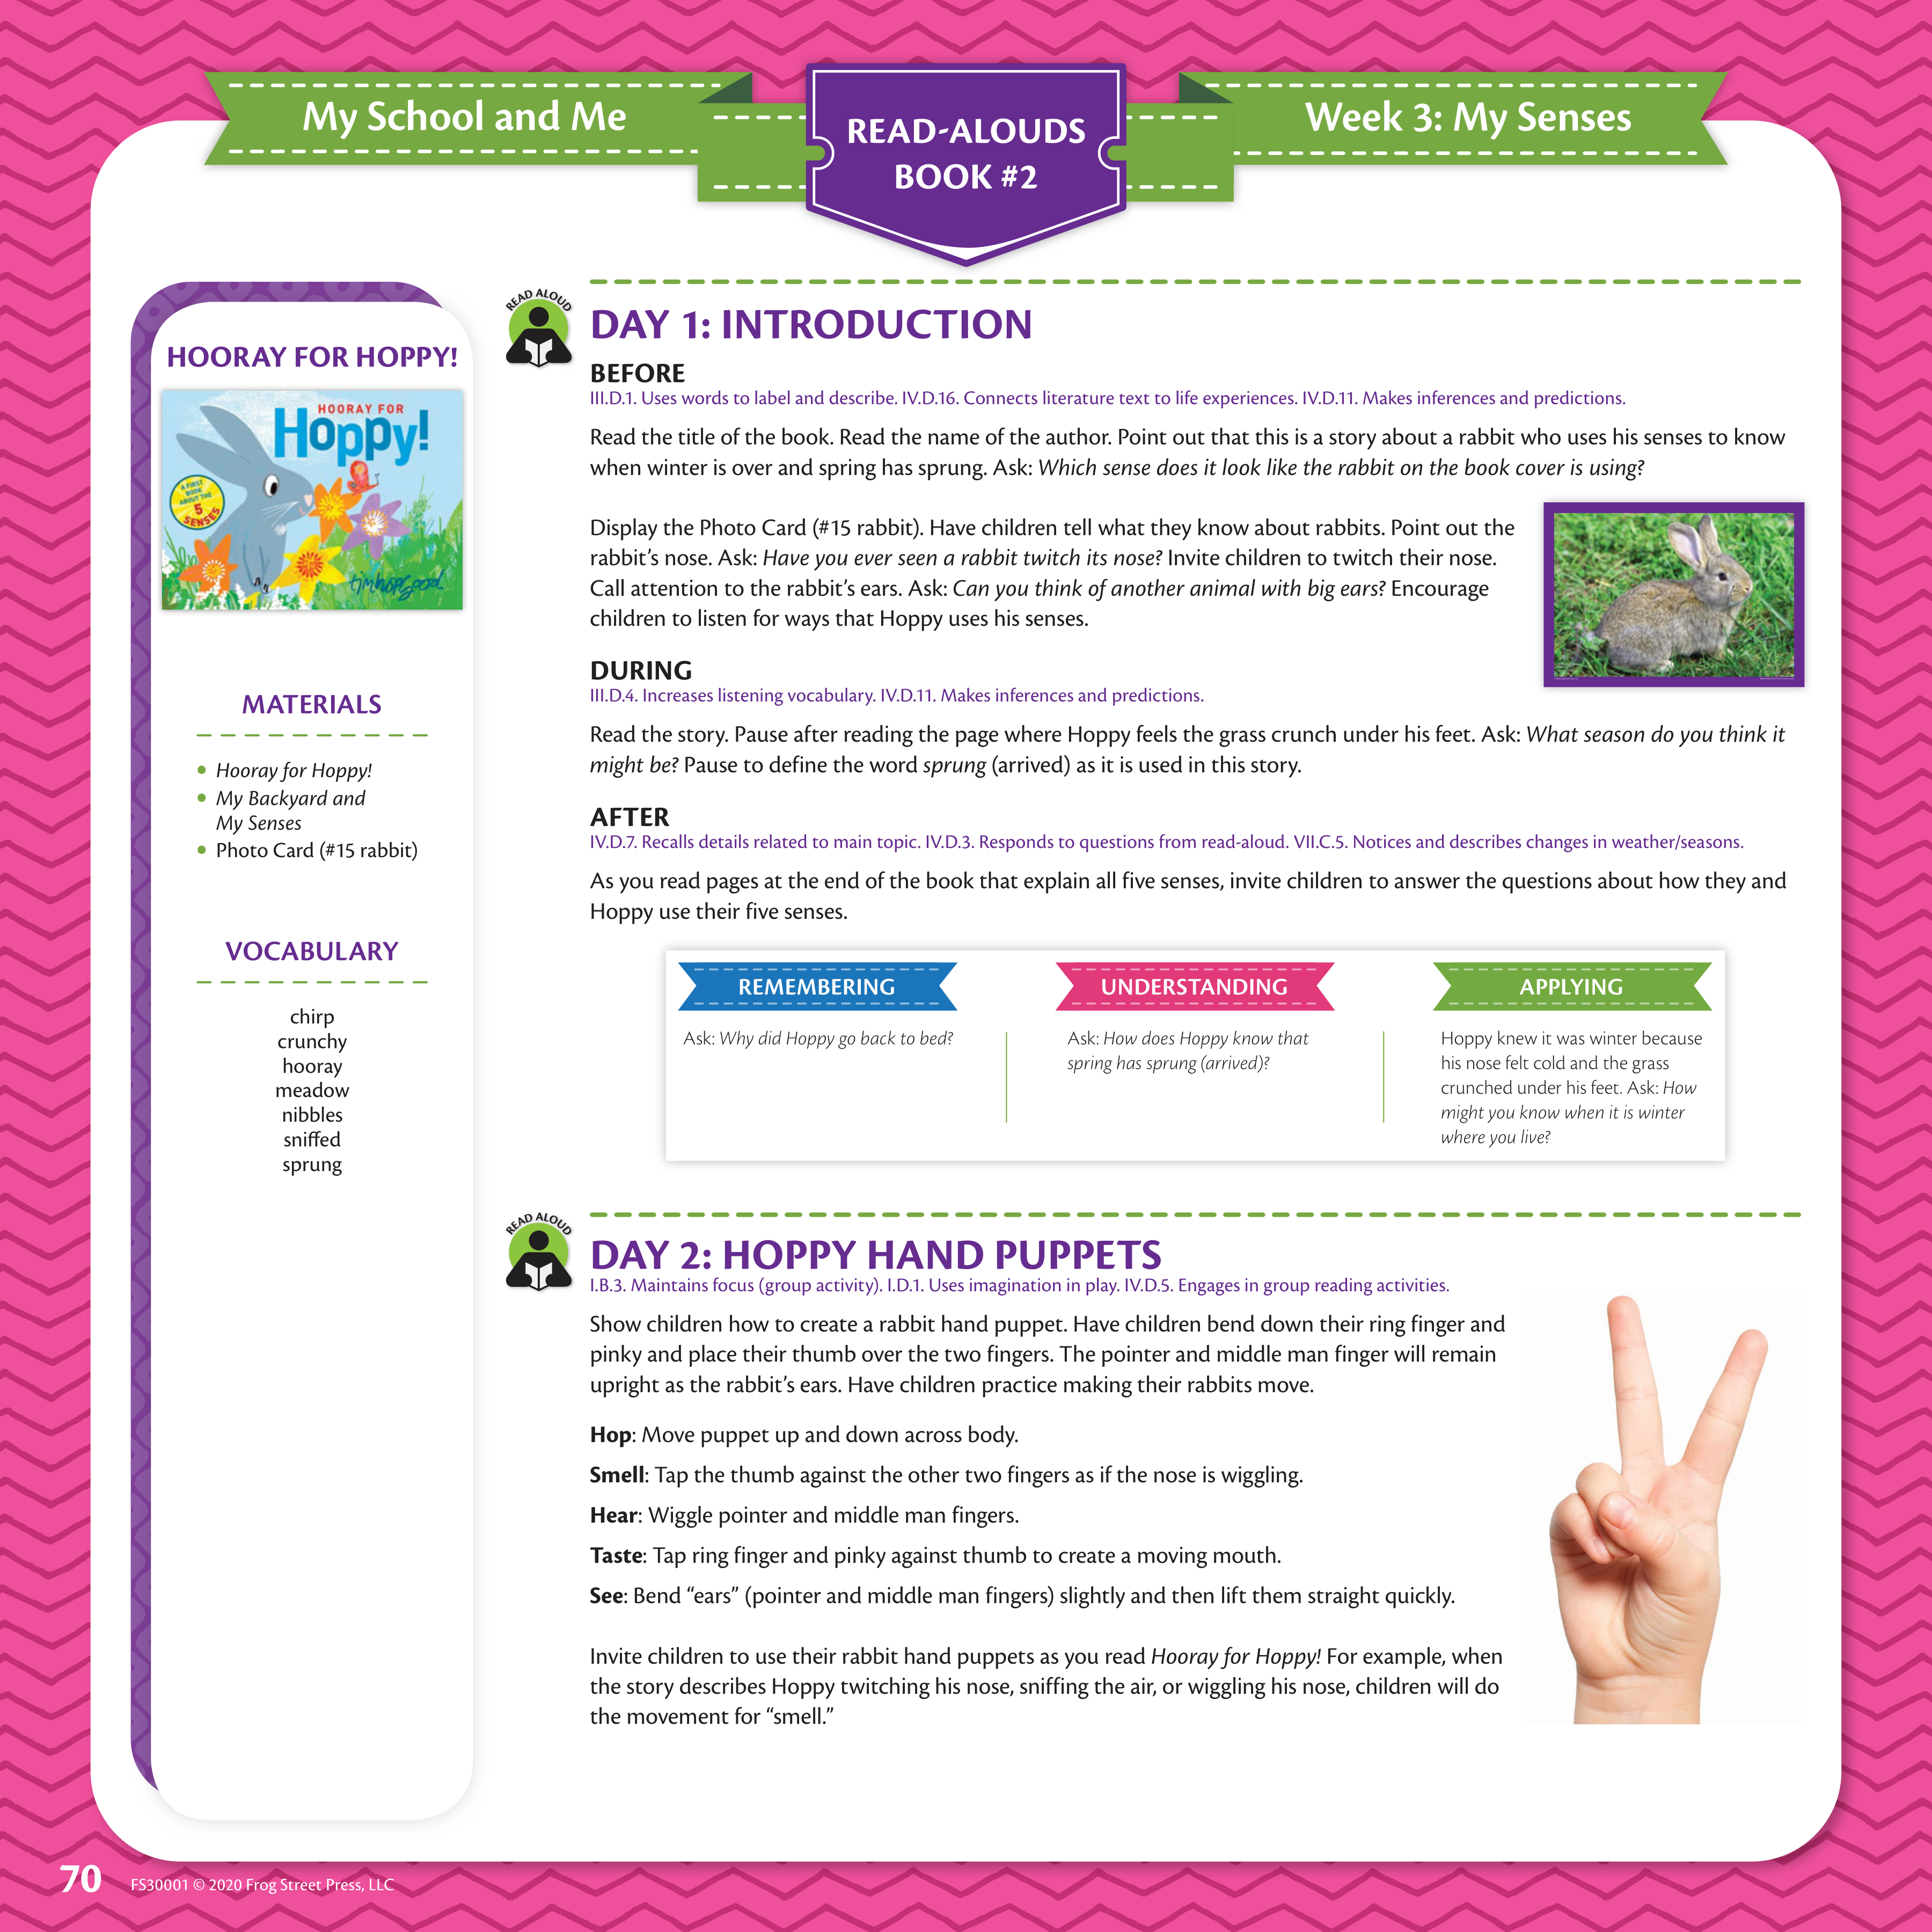 My School and Me
READ-ALOUDS
BOOK #2
Week 3: My Senses
HOORAY FOR HOPPY!
HOORAY FOR
Hoppy!
A FIRST
BOOK
ABOUT THE
5
SENSES
tim hopgood
MATERIALS
• Hooray for Hoppy!
• My Backyard and
My Senses
• Photo Card (#15 rabbit)
VOCABULARY
chirp
crunchy
hooray
meadow
nibbles
sniffed
sprung
READ ALOUD
DAY 1: INTRODUCTION
BEFORE
III.D.1. Uses words to label and describe. IV.D.16. Connects literature text to life experiences. IV.D.11. Makes inferences and predictions.
Read the title of the book. Read the name of the author. Point out that this is a story about a rabbit who uses his senses to know
when winter is over and spring has sprung. Ask: Which sense does it look like the rabbit on the book cover is using?
Display the Photo Card (#15 rabbit). Have children tell what they know about rabbits. Point out the
rabbit's nose. Ask: Have you ever seen a rabbit twitch its nose? Invite children to twitch their nose.
Call attention to the rabbit's ears. Ask: Can you think of another animal with big ears? Encourage
children to listen for ways that Hoppy uses his senses.
DURING
III.D.4. Increases listening vocabulary. IV.D.11. Makes inferences and predictions.
Read the story. Pause after reading the page where Hoppy feels the grass crunch under his feet. Ask: What season do you think it
might be? Pause to define the word sprung (arrived) as it is used in this story.
AFTER
IV.D.7. Recalls details related to main topic. IV.D.3. Responds to questions from read-aloud. VII.C.5. Notices and describes changes in weather/seasons.
As you read pages at the end of the book that explain all five senses, invite children to answer the questions about how they and
Hoppy use their five senses.
REMEMBERING
Ask: Why did Hoppy go back to bed?
UNDERSTANDING
Ask: How does Hoppy know that
spring has sprung (arrived)?
APPLYING
Hoppy knew it was winter because
his nose felt cold and the grass
crunched under his feet. Ask: How
might you know when it is winter
where you live?
READ ALOUD
DAY 2: HOPPY HAND PUPPETS
I.B.3. Maintains focus (group activity). I.D.1. Uses imagination in play. IV.D.5. Engages in group reading activities.
Show children how to create a rabbit hand puppet. Have children bend down their ring finger and
pinky and place their thumb over the two fingers. The pointer and middle man finger will remain
upright as the rabbit's ears. Have children practice making their rabbits move.
Hop: Move puppet up and down across body.
Smell: Tap the thumb against the other two fingers as if the nose is wiggling.
Hear: Wiggle pointer and middle man fingers.
Taste: Tap ring finger and pinky against thumb to create a moving mouth.
See: Bend “ears” (pointer and middle man fingers) slightly and then lift them straight quickly.
Invite children to use their rabbit hand puppets as you read Hooray for Hoppy! For example, when
the story describes Hoppy twitching his nose, sniffing the air, or wiggling his nose, children will do
the movement for “smell.”
70
FS30001 © 2020 Frog Street Press, LLC